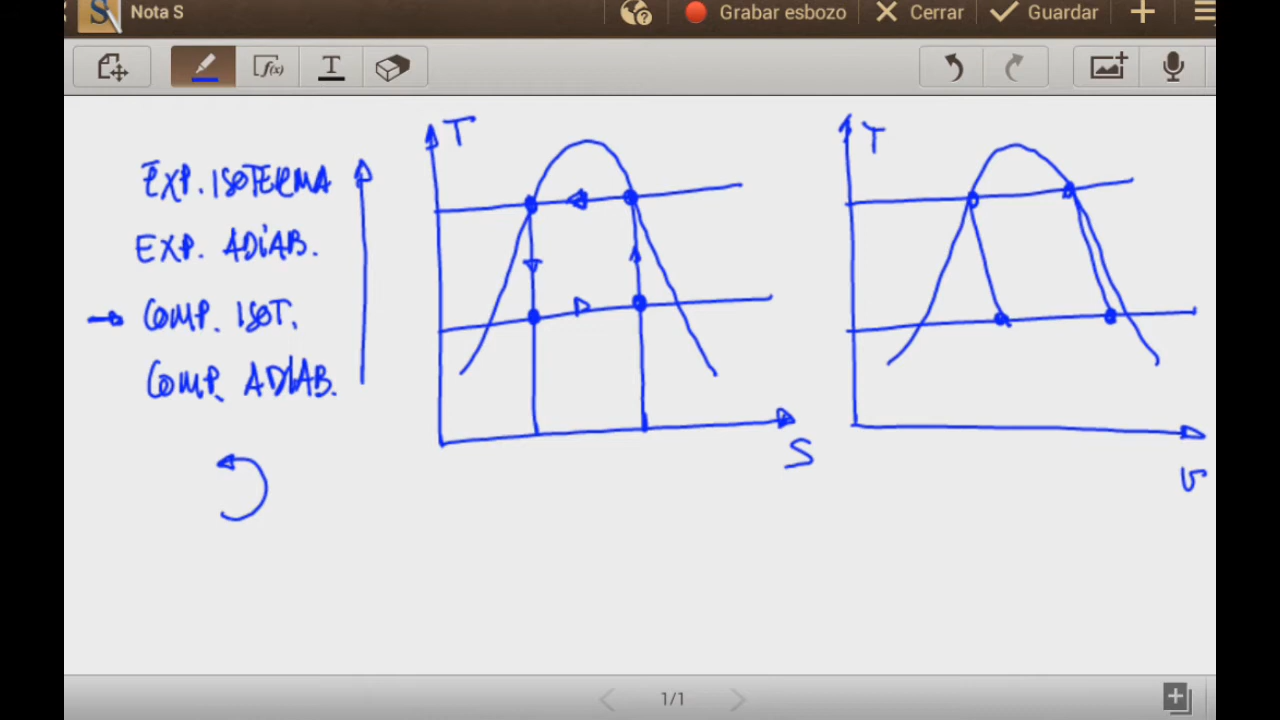 Nota S
Grabar esbozo
Cerrar
Guardar
f(x)
T
EXP. ISOTERMA
EXP. ADIAB.
COMP. ISOT.
COMP. ADIAB.
T
S
T
v
1/1